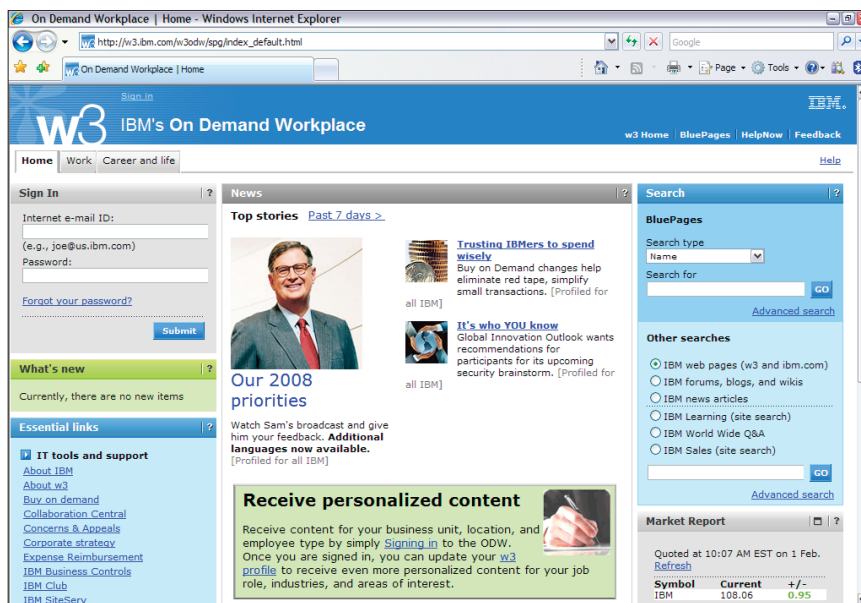 On Demand Workplace | Home - Windows Internet Explorer
http://w3.ibm.com/w3odw/spg/index_default.html
Google
On Demand Workplace | Home
Page
Tools
Sign in
IBM.
w3 IBM's On Demand Workplace
w3 Home | BluePages | HelpNow | Feedback
Home
Work
Career and life
Help
Sign In
?
Internet e-mail ID:
(e.g., joe@us.ibm.com)
Password:
Forgot your password?
Submit
What's new
?
Currently, there are no new items
Essential links
?
IT tools and support
About IBM
About w3
Buy on demand
Collaboration Central
Concerns & Appeals
Corporate strategy
Expense Reimbursement
IBM Business Controls
IBM Club
IBM SiteServ
News
?
Top stories Past 7 days >
Our 2008
priorities
Watch Sam's broadcast and give
him your feedback. Additional
languages now available.
[Profiled for all IBM]
Trusting IBMers to spend
wisely
Buy on Demand changes help
eliminate red tape, simplify
small transactions. [Profiled for
all IBM]
It's who YOU know
Global Innovation Outlook wants
recommendations for
participants for its upcoming
security brainstorm. [Profiled for
all IBM]
Receive personalized content
Receive content for your business unit, location, and
employee type by simply Signing in to the ODW.
Once you are signed in, you can update your w3
profile to receive even more personalized content for your job
role, industries, and areas of interest.
Search
?
BluePages
Search type
Name
Search for
GO
Advanced search
Other searches
IBM web pages (w3 and ibm.com)
IBM forums, blogs, and wikis
IBM news articles
IBM Learning (site search)
IBM World Wide Q&A
IBM Sales (site search)
GO
Advanced search
Market Report
?
Quoted at 10:07 AM EST on 1 Feb.
Refresh
Symbol Current +/-
IBM 108.06 0.95